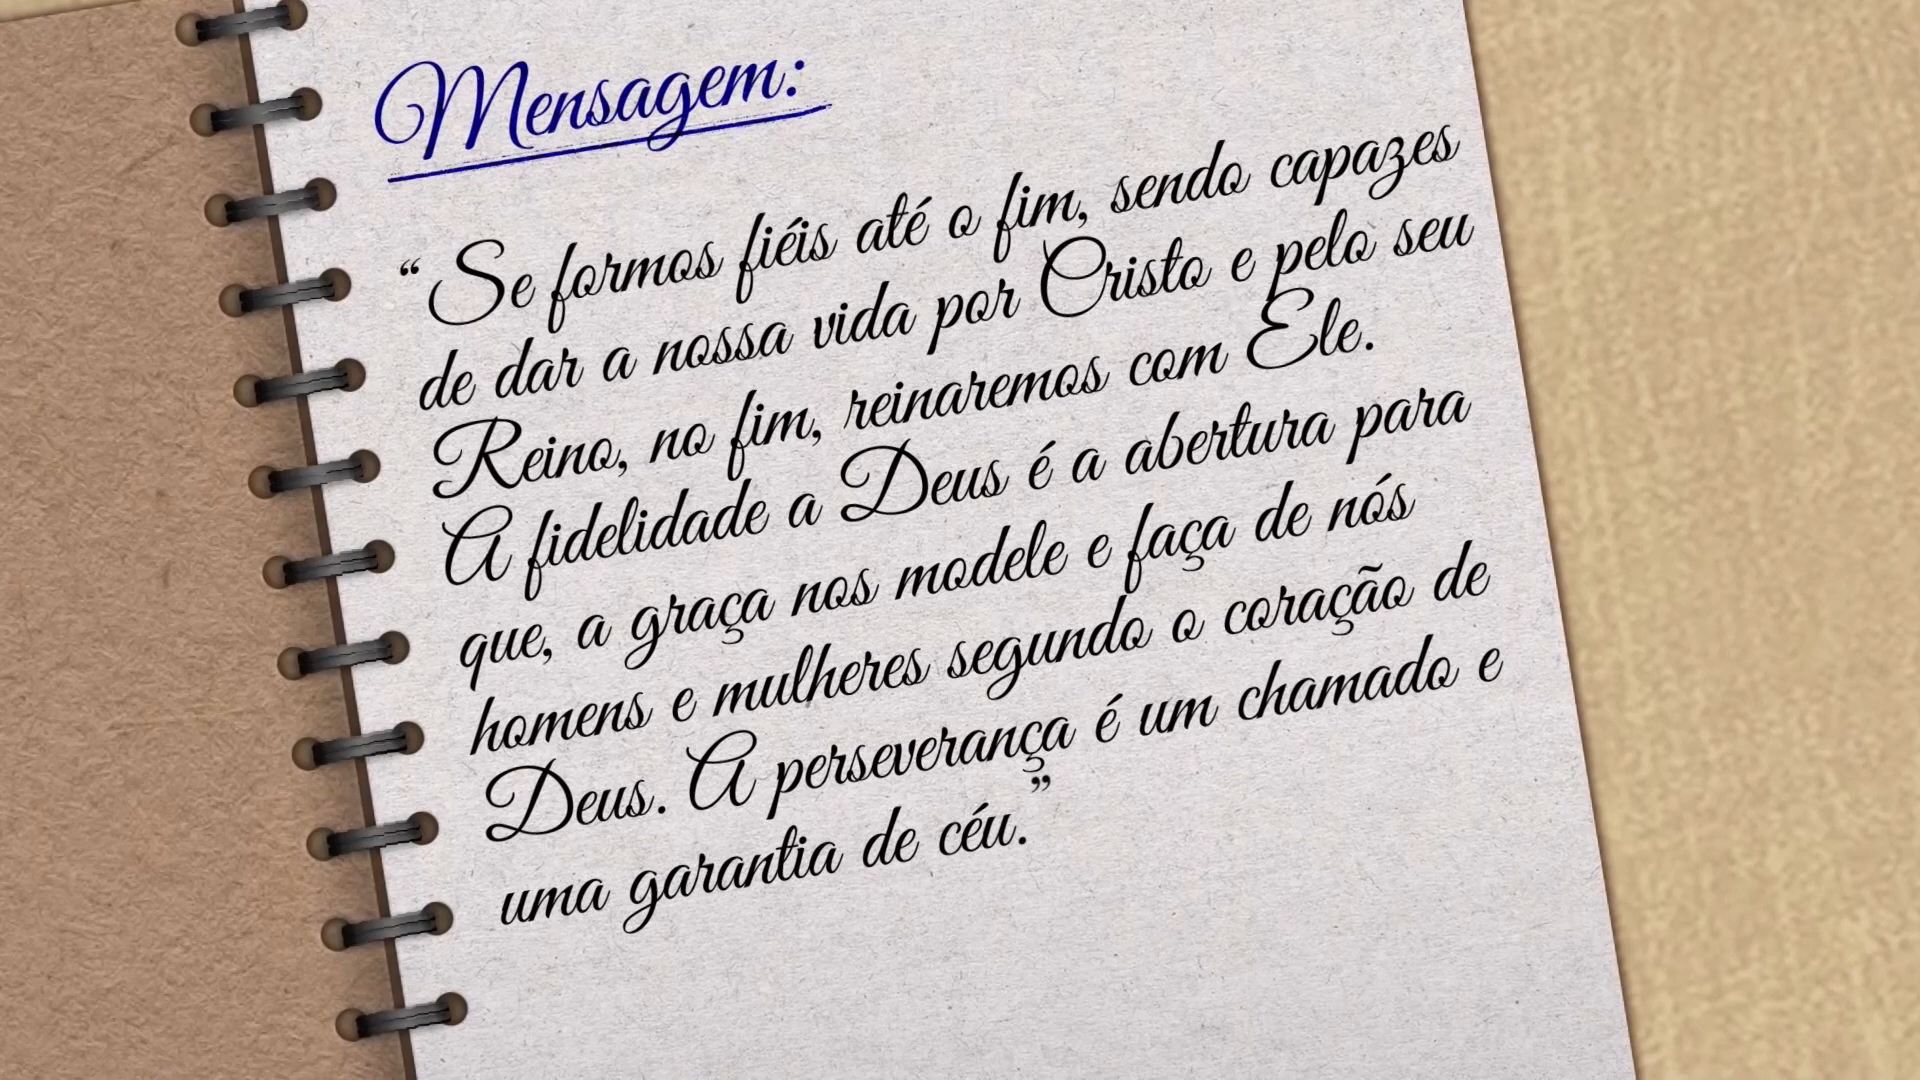 Mensagem:
“Se formos fiéis até o fim, sendo capazes
de dar a nossa vida por Cristo e pelo seu
Reino, no fim, reinaremos com Ele.
A fidelidade a Deus é a abertura para
que, a graça nos modele e faça de nós
homens e mulheres segundo o coração de
Deus. A perseverança é um chamado e
uma garantia de céu.”